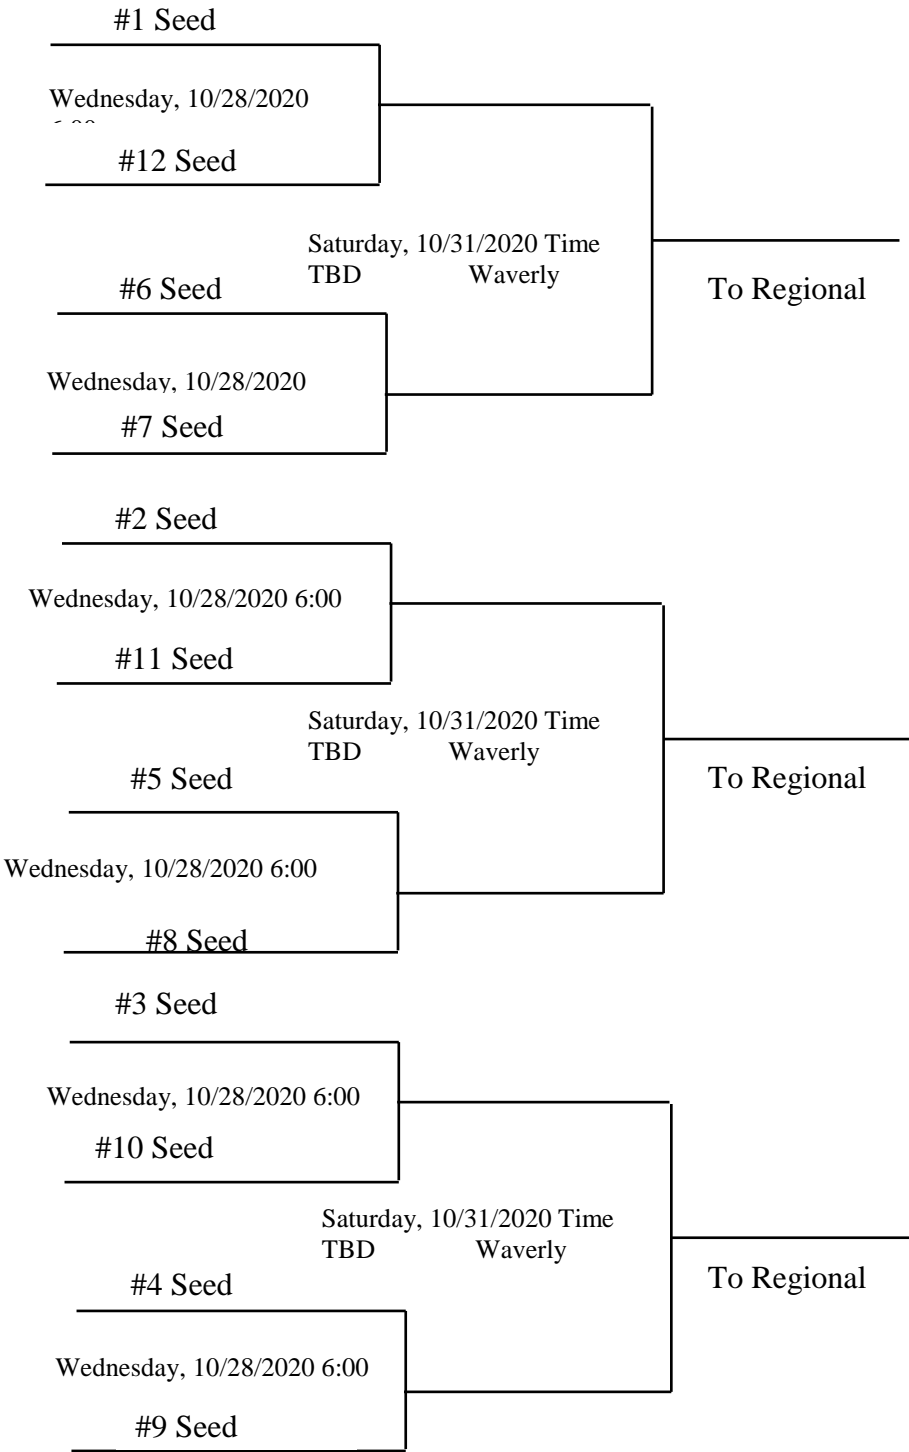 #1 Seed
Wednesday, 10/28/2020
#12 Seed
Saturday, 10/31/2020 Time
TBD Waverly
#6 Seed
To Regional
Wednesday, 10/28/2020
#7 Seed
#2 Seed
Wednesday, 10/28/2020 6:00
#11 Seed
Saturday, 10/31/2020 Time
TBD Waverly
#5 Seed
To Regional
Wednesday, 10/28/2020 6:00
#8 Seed
#3 Seed
Wednesday, 10/28/2020 6:00
#10 Seed
Saturday, 10/31/2020 Time
TBD Waverly
#4 Seed
To Regional
Wednesday, 10/28/2020 6:00
#9 Seed